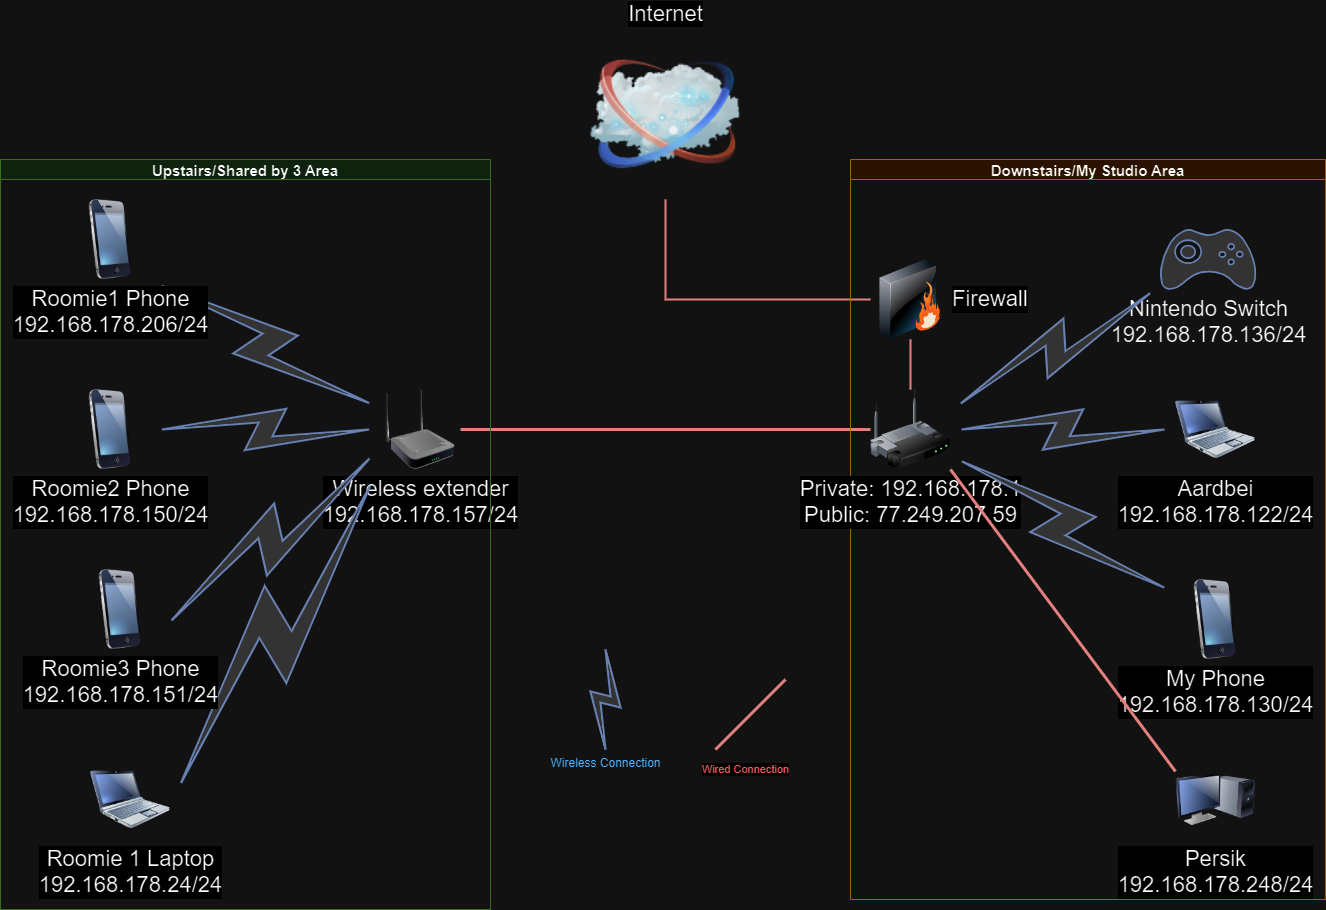 Internet
Upstairs/Shared by 3 Area
Downstairs/My Studio Area
Roomie1 Phone
192.168.178.206/24
Firewall
Nintendo Switch
192.168.178.136/24
Roomie2 Phone
192.168.178.150/24
Wireless extender
192.168.178.157/24
Private: 192.168.178.1
Public: 77.249.207.59
Aardbei
192.168.178.122/24
Roomie3 Phone
192.168.178.151/24
My Phone
192.168.178.130/24
Wireless Connection
Wired Connection
Roomie 1 Laptop
192.168.178.24/24
Persik
192.168.178.248/24